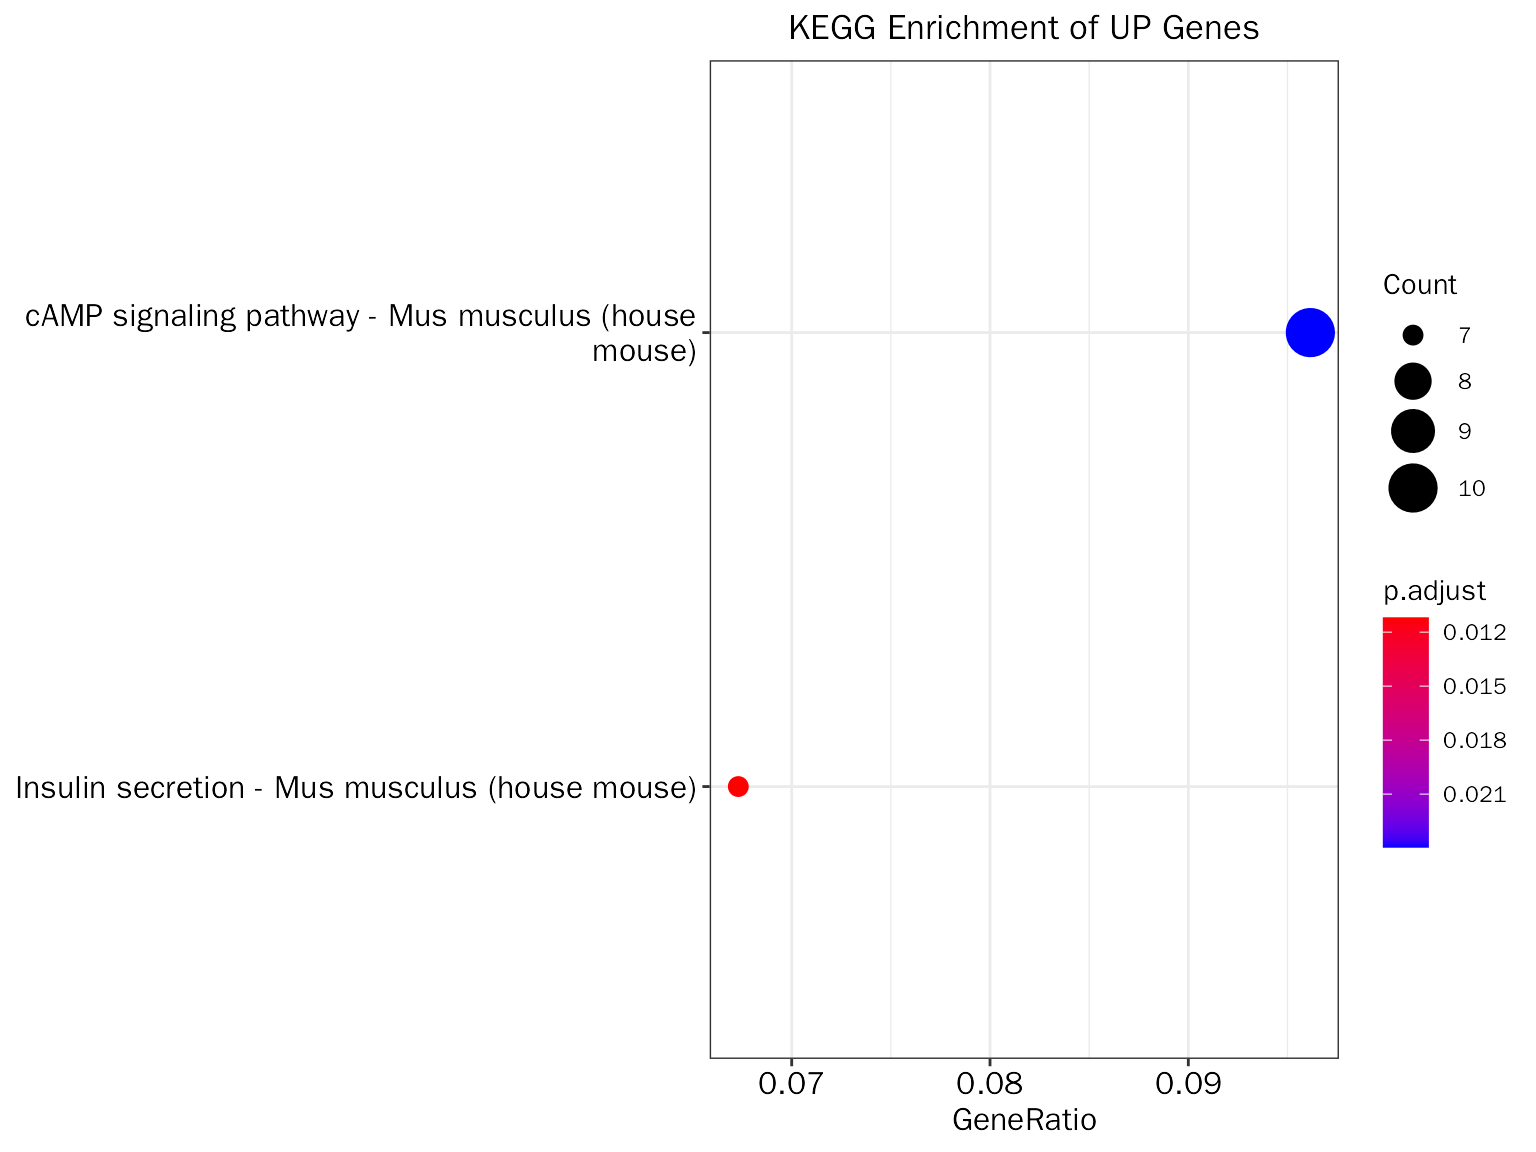 KEGG Enrichment of UP Genes
cAMP signaling pathway - Mus musculus (house
mouse)
Insulin secretion - Mus musculus (house mouse)
0.07
0.08
0.09
GeneRatio
Count
7
8
9
10
p.adjust
0.012
0.015
0.018
0.021